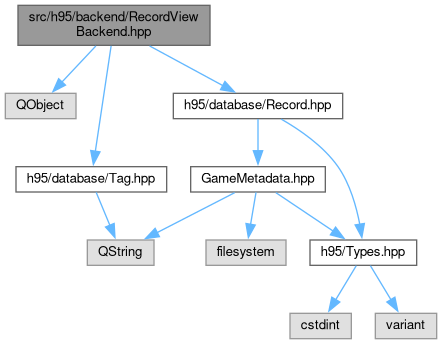 src/h95/backend/RecordView
Backend.hpp
QObject
h95/database/Record.hpp
h95/database/Tag.hpp
GameMetadata.hpp
QString
filesystem
h95/Types.hpp
cstdint
variant